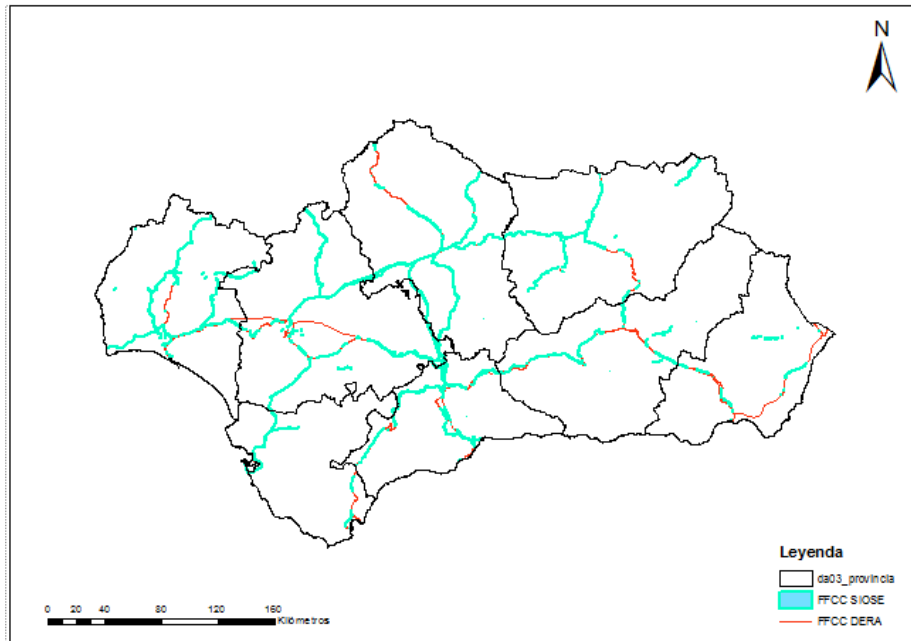 N
Leyenda
da03_provincia
FFCC SIOSE
FFCC DERA
0 20 40 80 120 160
Kilómetros